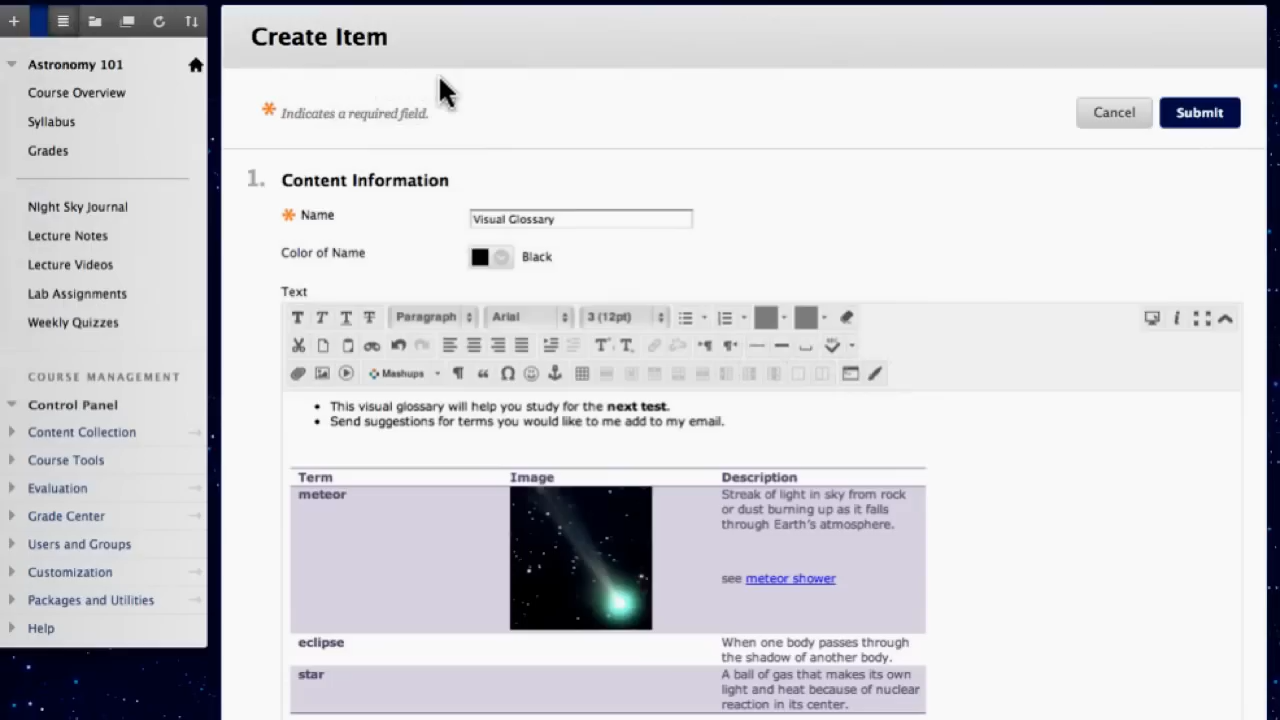 Create Item
Astronomy 101
Course Overview
Syllabus
Grades
Night Sky Journal
Lecture Notes
Lecture Videos
Lab Assignments
Weekly Quizzes
COURSE MANAGEMENT
Control Panel
Content Collection
Course Tools
Evaluation
Grade Center
Users and Groups
Customization
Packages and Utilities
Help
* Indicates a required field.
Cancel Submit
1. Content Information
* Name Visual Glossary
Color of Name Black
Text
T T T T Paragraph Arial 3 (12pt)
Mashups
• This visual glossary will help you study for the next test.
• Send suggestions for terms you would like to me add to my email.
Term Image Description
meteor Streak of light in sky from rock
or dust burning up as it falls
through Earth's atmosphere.
see meteor shower
eclipse When one body passes through
the shadow of another body.
star A ball of gas that makes its own
light and heat because of nuclear
reaction in its center.